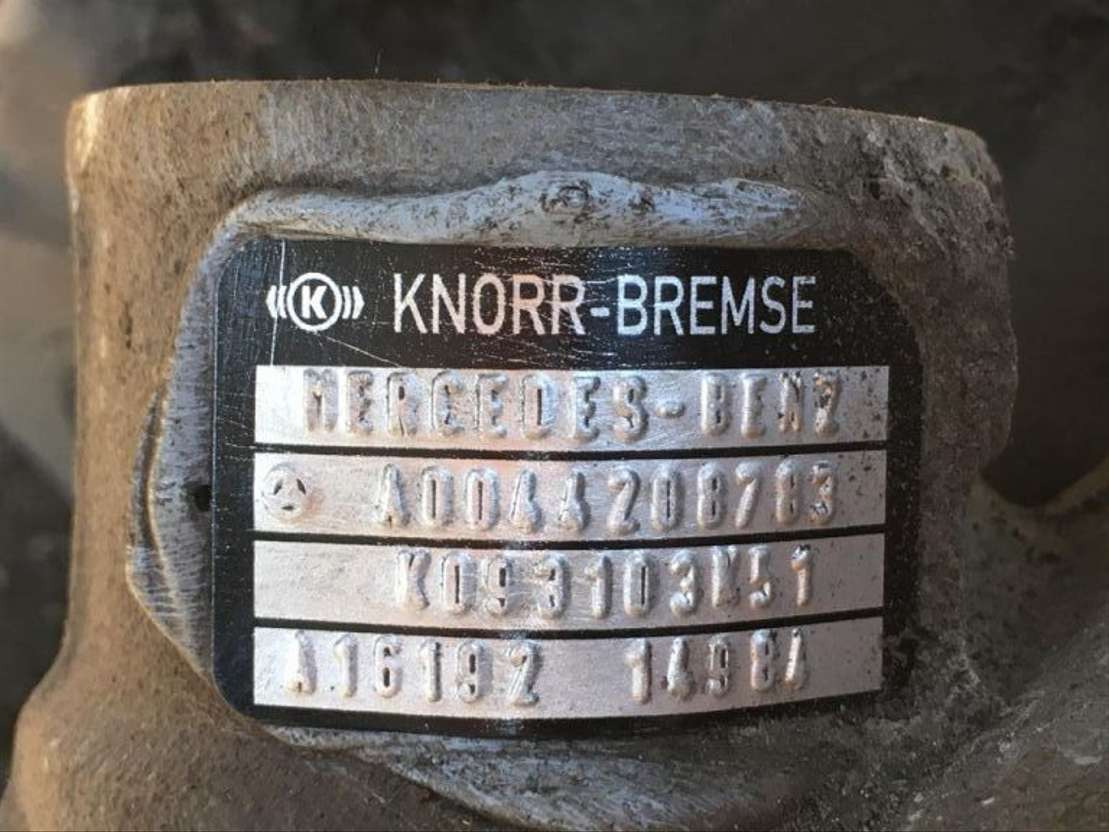 K KNORR-BREMSE
MERCEDES-BENZ
A0044208783
K093103K51
A16192 14984